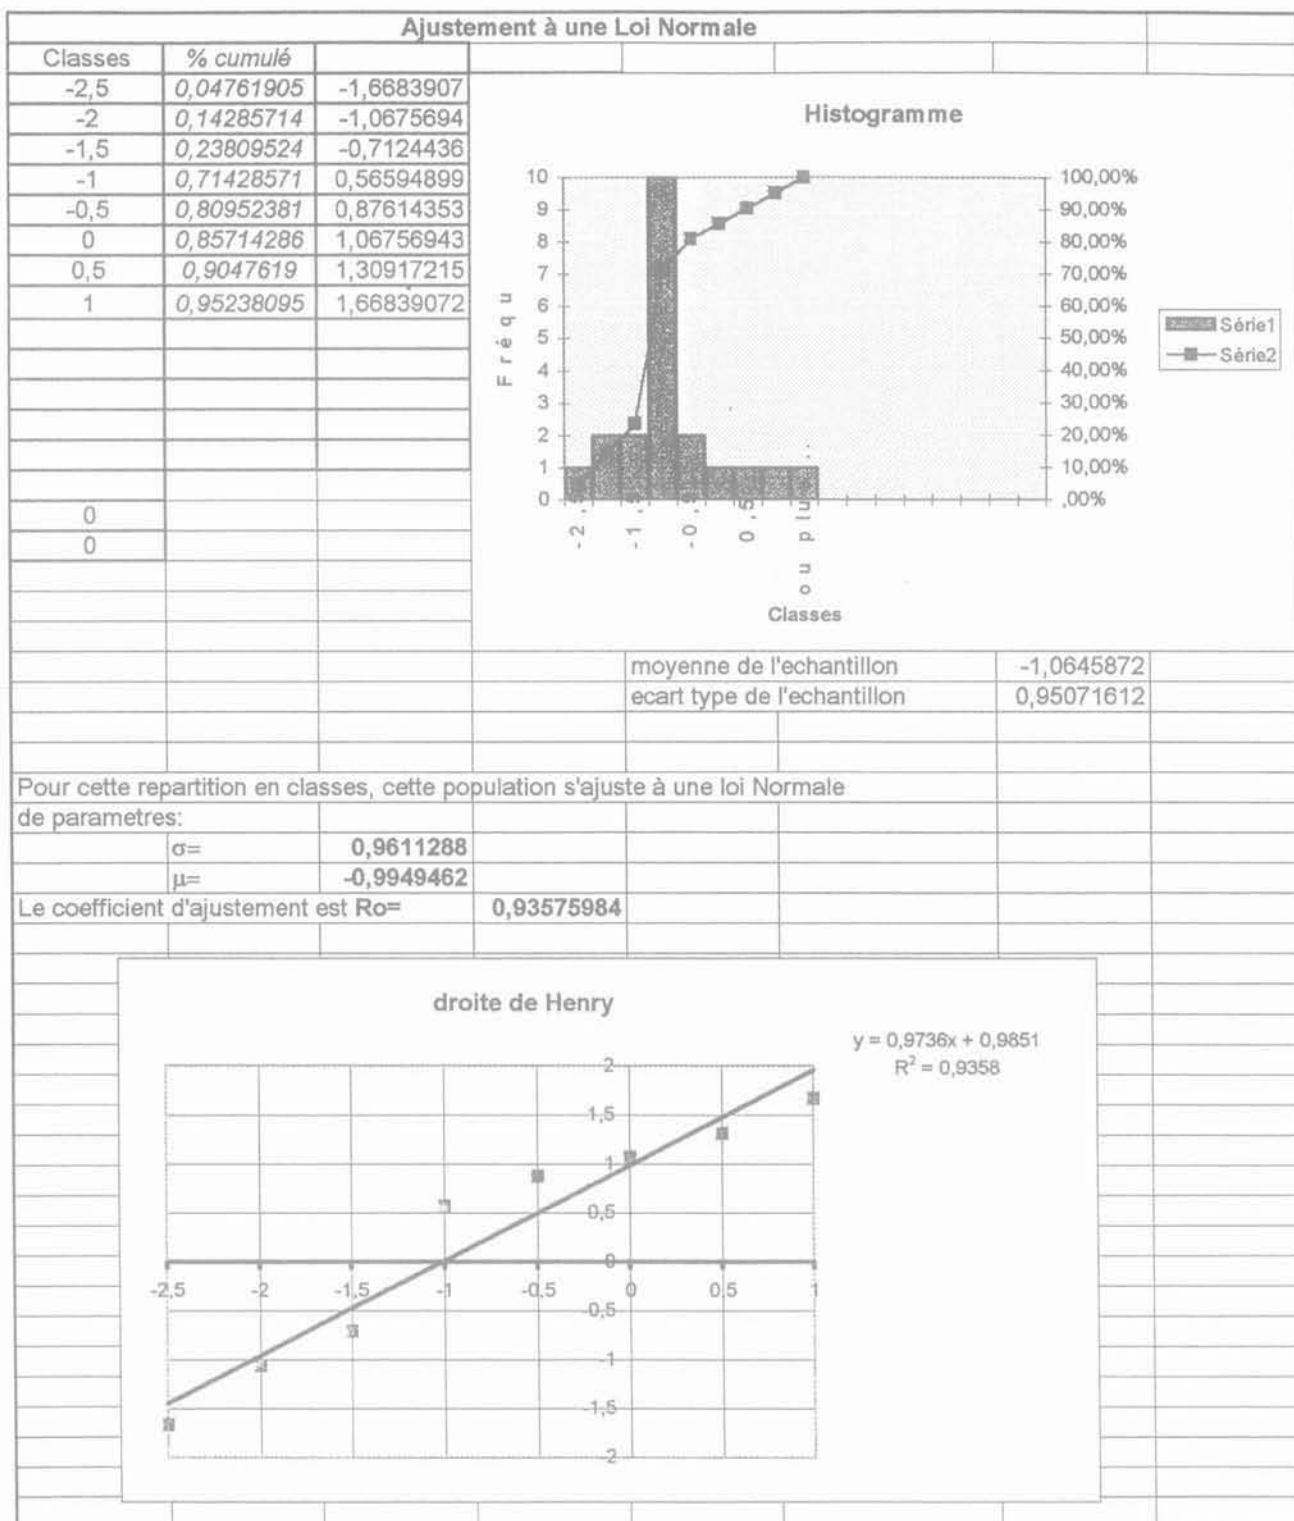 Ajustement à une Loi Normale
Classes % cumulé
-2,5 0,04761905 -1,6683907
-2 0,14285714 -1,0675694
-1,5 0,23809524 -0,7124436
-1 0,71428571 0,56594899
-0,5 0,80952381 0,87614353
0 0,85714286 1,06756943
0,5 0,9047619 1,30917215
1 0,95238095 1,66839072
0
0
Histogramme
10 100,00%
9 90,00%
8 80,00%
7 70,00%
6 60,00%
5 50,00%
4 40,00%
3 30,00%
2 20,00%
1 10,00%
0 ,00%
Fréqu
Série1
Série2
0,5
ou plu...
Classes
moyenne de l'echantillon -1,0645872
ecart type de l'echantillon 0,95071612
Pour cette repartition en classes, cette population s'ajuste à une loi Normale
de parametres:
σ= 0,9611288
µ= -0,9949462
Le coefficient d'ajustement est Ro= 0,93575984
droite de Henry
y = 0,9736x + 0,9851
R² = 0,9358
2
1,5
1
0,5
0
-2,5 -2 -1,5 -1 -0,5 0 0,5 1
-0,5
-1
-1,5
-2